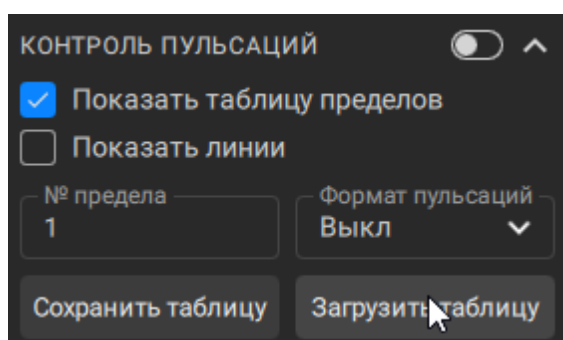 КОНТРОЛЬ ПУЛЬСАЦИЙ
Показать таблицу пределов
Показать линии
№ предела Формат пульсаций
1 Выкл
Сохранить таблицу Загрузить таблицу